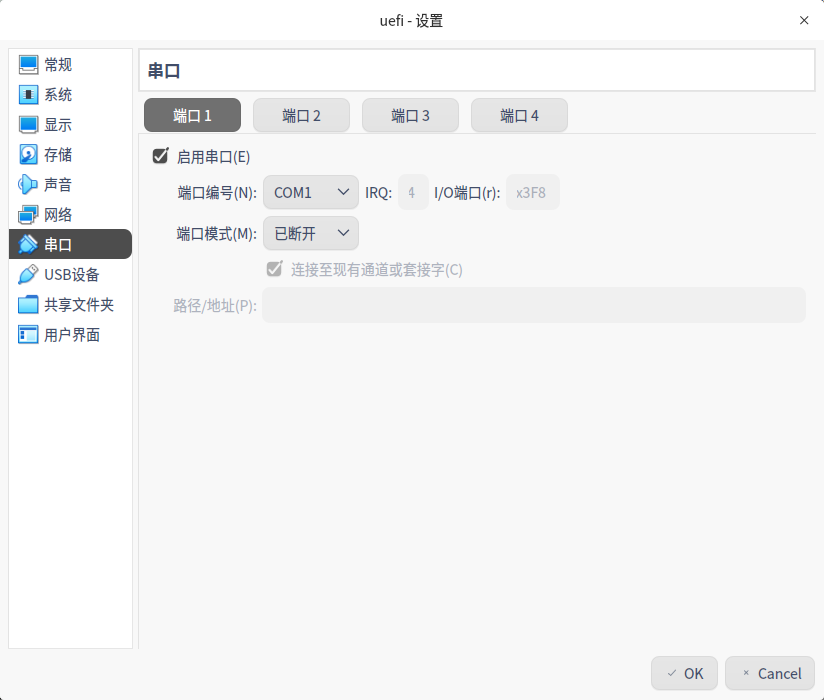 uefi - 设置
常规
系统
显示
存储
声音
网络
串口
USB设备
共享文件夹
用户界面
串口
端口 1
端口 2
端口 3
端口 4
启用串口(E)
端口编号(N): COM1 IRQ: 4 I/O端口(r): x3F8
端口模式(M): 已断开
连接至现有通道或套接字(C)
路径/地址(P):
OK
Cancel